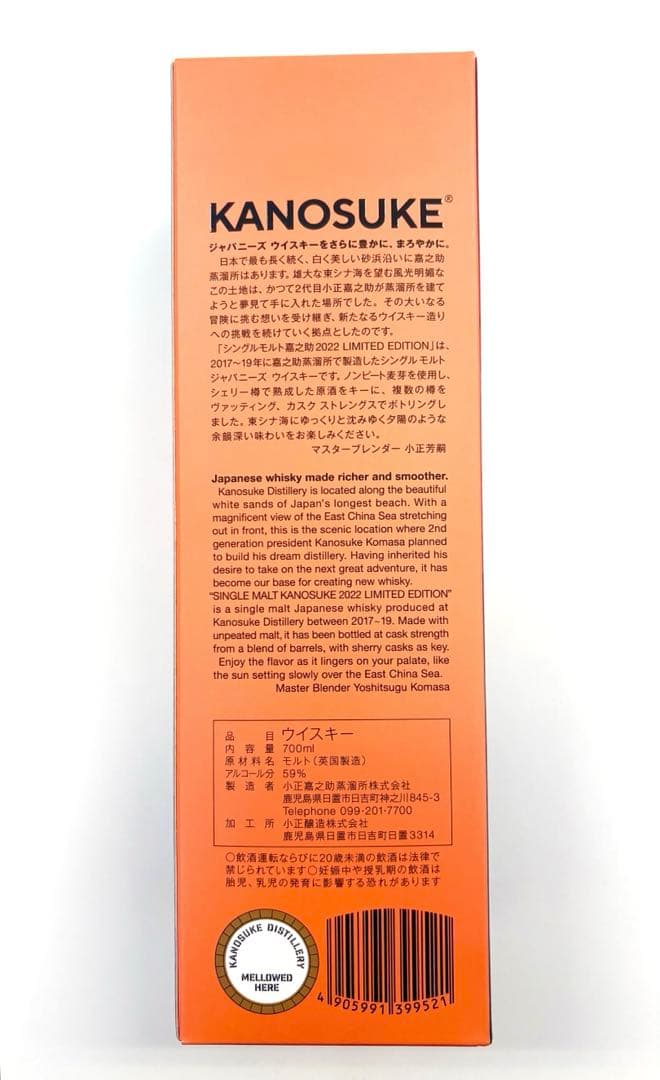 KANOSUKE®
ジャパニーズ ウイスキーをさらに豊かに、まろやかに。
日本で最も長く続く、白く美しい砂浜沿いに嘉之助
蒸溜所はあります。雄大な東シナ海を望む風光明媚な
この土地は、かつて2代目小正嘉之助が蒸溜所を建て
ようと夢見て手に入れた場所でした。その大いなる
冒険に挑む想いを受け継ぎ、新たなるウイスキー造り
への挑戦を続けていく拠点としたのです。
「シングルモルト嘉之助2022 LIMITED EDITION」は、
2017〜19年に嘉之助蒸溜所で製造したシングルモルト
ジャパニーズ ウイスキーです。ノンピート麦芽を使用し、
シェリー樽で熟成した原酒をキーに、複数の樽を
ヴァッティング、カスク ストレングスでボトリングし
ました。東シナ海にゆっくりと沈みゆく夕陽のような
余韻深い味わいをお楽しみください。
マスターブレンダー 小正芳嗣
Japanese whisky made richer and smoother.
Kanosuke Distillery is located along the beautiful
white sands of Japan's longest beach. With a
magnificent view of the East China Sea stretching
out in front, this is the scenic location where 2nd
generation president Kanosuke Komasa planned
to build his dream distillery. Having inherited his
desire to take on the next great adventure, it has
become our base for creating new whisky.
"SINGLE MALT KANOSUKE 2022 LIMITED EDITION"
is a single malt Japanese whisky produced at
Kanosuke Distillery between 2017~19. Made with
unpeated malt, it has been bottled at cask strength
from a blend of barrels, with sherry casks as key.
Enjoy the flavor as it lingers on your palate, like
the sun setting slowly over the East China Sea.
Master Blender Yoshitsugu Komasa
品目 ウイスキー
内容量 700ml
原材料名 モルト（英国製造）
アルコール分 59%
製造者 小正嘉之助蒸溜所株式会社
鹿児島県日置市日吉町神之川845-3
Telephone 099-201-7700
加工所 小正醸造株式会社
鹿児島県日置市日吉町日置3314
○飲酒運転ならびに20歳未満の飲酒は法律で
禁じられています○妊娠中や授乳期の飲酒は
胎児、乳児の発育に影響する恐れがあります
KANOSUKE DISTILLERY
MELLOWED
HERE
4 905991 399521